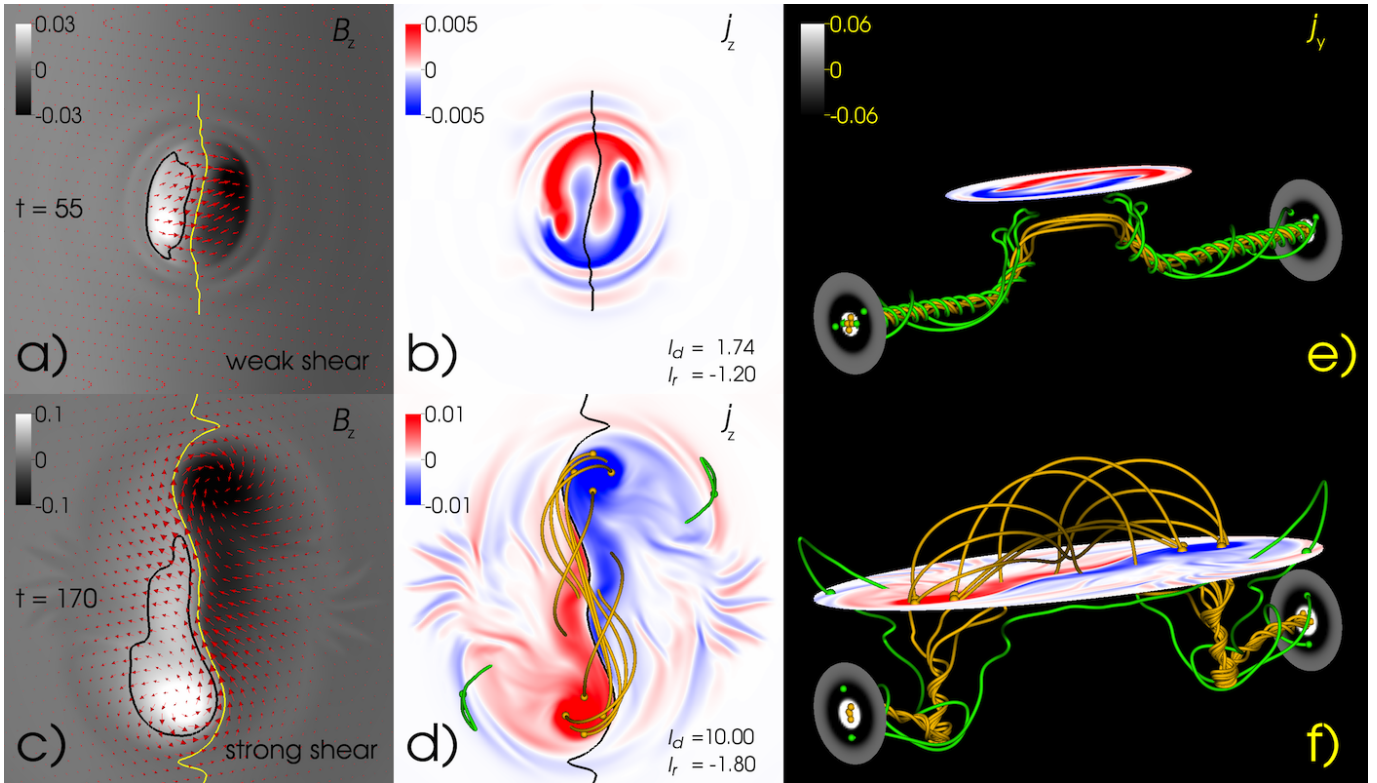 0.03
0
-0.03
B_z
t = 55
a)
weak shear
0.005
0
-0.005
j_z
b)
I_d = 1.74
I_r = -1.20
0.06
0
-0.06
j_y
e)
0.1
0
-0.1
B_z
t = 170
c)
strong shear
0.01
0
-0.01
j_z
d)
I_d =10.00
I_r = -1.80
f)